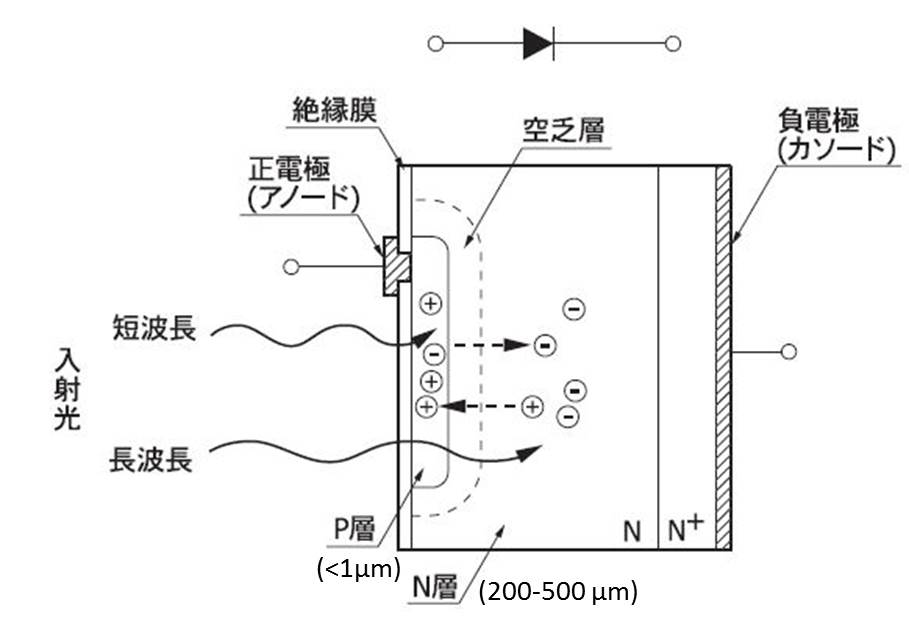 絶縁膜
空乏層
負電極
(カソード)
正電極
(アノード)
短波長
入射光
長波長
P層
(<1μm)
N層
(200-500 μm)
N
N+